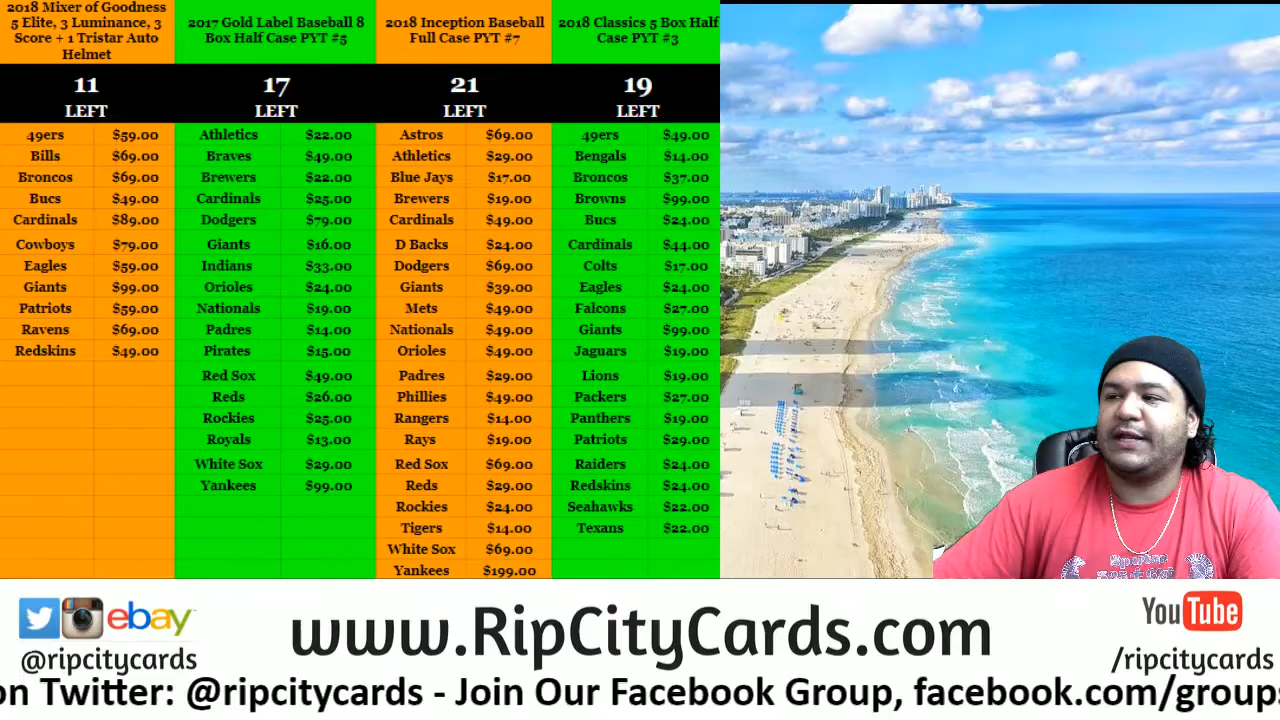 2018 Mixer of Goodness
5 Elite, 3 Luminance, 3
Score + 1 Tristar Auto
Helmet
11
LEFT
49ers $59.00
Bills $69.00
Broncos $69.00
Bucs $49.00
Cardinals $89.00
Cowboys $79.00
Eagles $59.00
Giants $99.00
Patriots $59.00
Ravens $69.00
Redskins $49.00
2017 Gold Label Baseball 8
Box Half Case PYT #5
17
LEFT
Athletics $22.00
Braves $49.00
Brewers $22.00
Cardinals $25.00
Dodgers $79.00
Giants $16.00
Indians $33.00
Orioles $24.00
Nationals $19.00
Padres $14.00
Pirates $15.00
Red Sox $49.00
Reds $26.00
Rockies $25.00
Royals $13.00
White Sox $29.00
Yankees $99.00
2018 Inception Baseball
Full Case PYT #7
21
LEFT
Astros $69.00
Athletics $29.00
Blue Jays $17.00
Brewers $19.00
Cardinals $49.00
D Backs $24.00
Dodgers $69.00
Giants $39.00
Mets $49.00
Nationals $49.00
Orioles $49.00
Padres $29.00
Phillies $49.00
Rangers $14.00
Rays $19.00
Red Sox $69.00
Reds $29.00
Rockies $24.00
Tigers $14.00
White Sox $69.00
Yankees $199.00
2018 Classics 5 Box Half
Case PYT #3
19
LEFT
49ers $49.00
Bengals $14.00
Broncos $37.00
Browns $99.00
Bucs $24.00
Cardinals $44.00
Colts $17.00
Eagles $24.00
Falcons $27.00
Giants $99.00
Jaguars $19.00
Lions $19.00
Packers $27.00
Panthers $19.00
Patriots $29.00
Raiders $24.00
Redskins $24.00
Seahawks $22.00
Texans $22.00
ebay
@ripcitycards
www.RipCityCards.com
YouTube
/ripcitycards
on Twitter: @ripcitycards - Join Our Facebook Group, facebook.com/groups